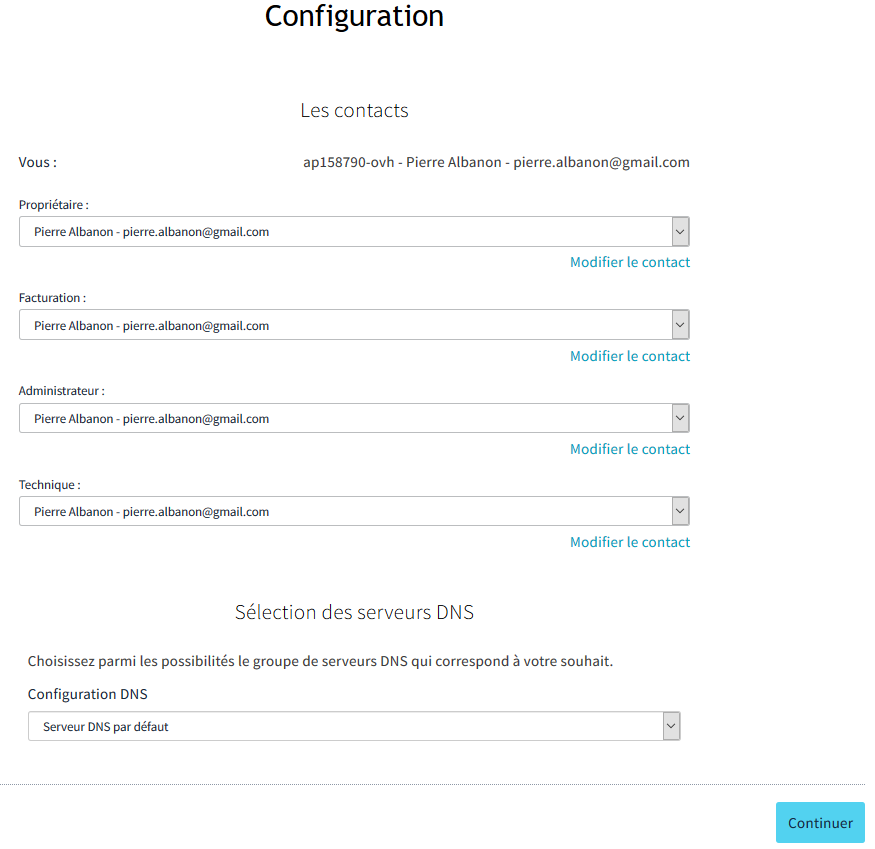 Configuration
Les contacts
Vous : ap158790-ovh - Pierre Albanon - pierre.albanon@gmail.com
Propriétaire :
Pierre Albanon - pierre.albanon@gmail.com
Modifier le contact
Facturation :
Pierre Albanon - pierre.albanon@gmail.com
Modifier le contact
Administrateur :
Pierre Albanon - pierre.albanon@gmail.com
Modifier le contact
Technique :
Pierre Albanon - pierre.albanon@gmail.com
Modifier le contact
Sélection des serveurs DNS
Choisissez parmi les possibilités le groupe de serveurs DNS qui correspond à votre souhait.
Configuration DNS
Serveur DNS par défaut
Continuer